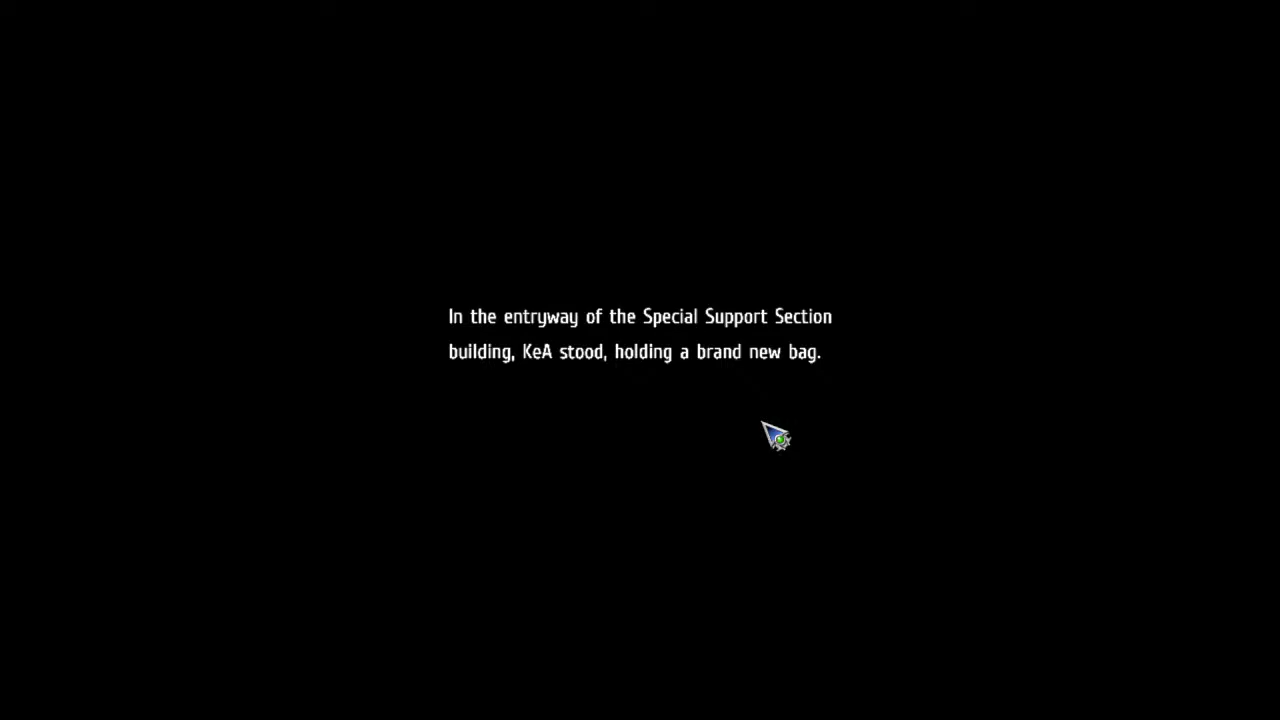 In the entryway of the Special Support Section
building, KeA stood, holding a brand new bag.